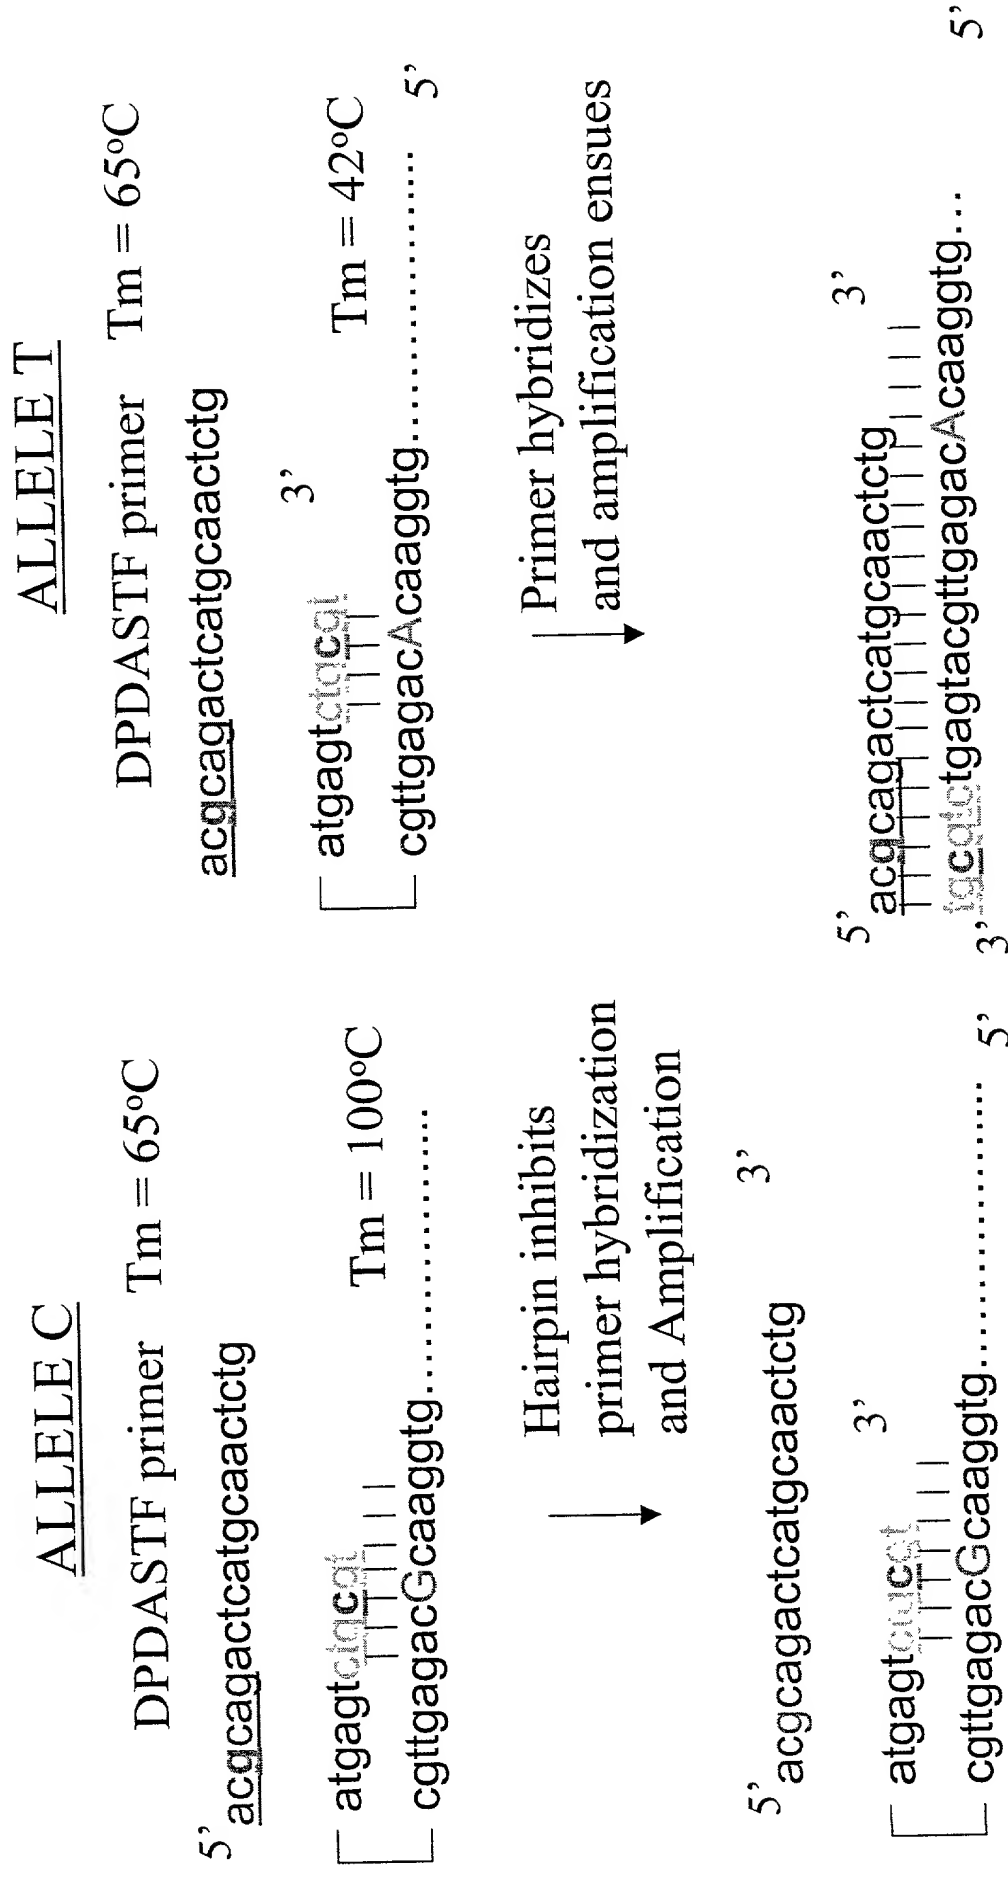 ALLELE C
DPDASTF primer Tm = 65°C
5’
acgcagactcatgcaactctg
atgagtctgcgt
Tm = 100°C
cgttgagacGcaaggtg................
Hairpin inhibits
primer hybridization
and Amplification
5’ 3’
acgcagactcatgcaactctg
3’
atgagtctgcgt
cgttgagacGcaaggtg................
5’
ALLELE T
DPDASTF primer Tm = 65°C
acgcagactcatgcaactctg
3’
atgagtctgcgt
Tm = 42°C
cgttgagacAcaaggtg................
5’
Primer hybridizes
and amplification ensues
5’ 3’
acgcagactcatgcaactctg
tgcgtctgagtacgttgagacAcaaggtg...
3’ 5’